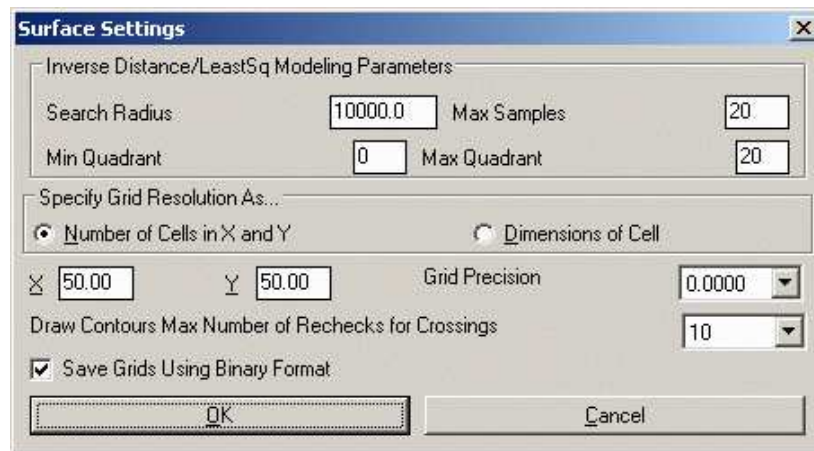 Surface Settings
Inverse Distance/LeastSq Modeling Parameters
Search Radius 10000.0 Max Samples 20
Min Quadrant 0 Max Quadrant 20
Specify Grid Resolution As...
Number of Cells in X and Y Dimensions of Cell
X 50.00 Y 50.00 Grid Precision 0.0000
Draw Contours Max Number of Rechecks for Crossings 10
Save Grids Using Binary Format
OK Cancel